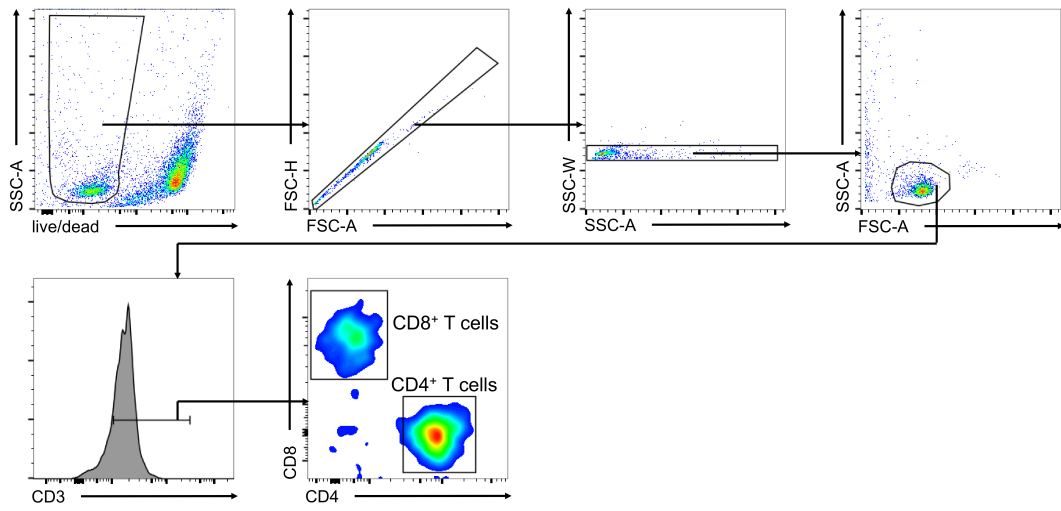 SSC-A
live/dead
FSC-H
FSC-A
SSC-W
SSC-A
SSC-A
FSC-A
CD3
CD8⁺ T cells
CD4⁺ T cells
CD8
CD4